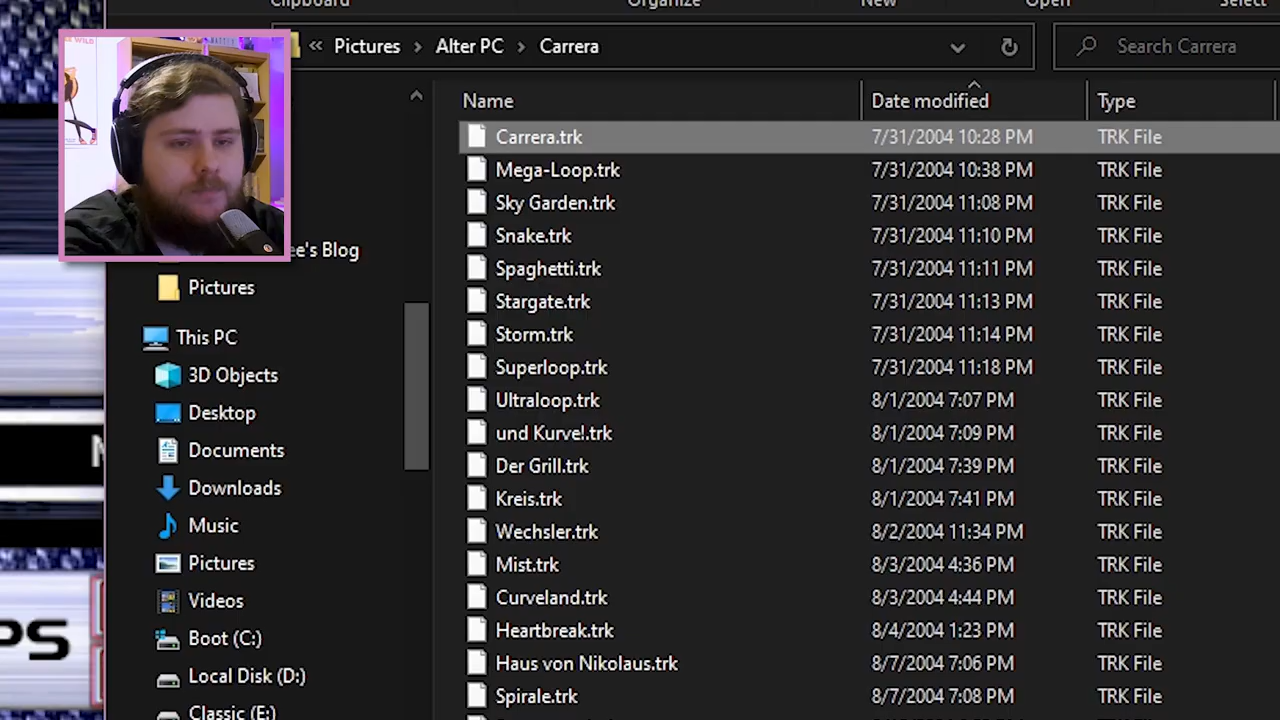 Clipboard Organize New Open Select
« Pictures › Alter PC › Carrera Search Carrera
Name Date modified Type
Carrera.trk 7/31/2004 10:28 PM TRK File
Mega-Loop.trk 7/31/2004 10:38 PM TRK File
Sky Garden.trk 7/31/2004 11:08 PM TRK File
Snake.trk 7/31/2004 11:10 PM TRK File
Spaghetti.trk 7/31/2004 11:11 PM TRK File
Stargate.trk 7/31/2004 11:13 PM TRK File
Storm.trk 7/31/2004 11:14 PM TRK File
Superloop.trk 7/31/2004 11:18 PM TRK File
Ultraloop.trk 8/1/2004 7:07 PM TRK File
und Kurve!.trk 8/1/2004 7:09 PM TRK File
Der Grill.trk 8/1/2004 7:39 PM TRK File
Kreis.trk 8/1/2004 7:41 PM TRK File
Wechsler.trk 8/2/2004 11:34 PM TRK File
Mist.trk 8/3/2004 4:36 PM TRK File
Curveland.trk 8/3/2004 4:44 PM TRK File
Heartbreak.trk 8/4/2004 1:23 PM TRK File
Haus von Nikolaus.trk 8/7/2004 7:06 PM TRK File
Spirale.trk 8/7/2004 7:08 PM TRK File
ee's Blog
Pictures
This PC
3D Objects
Desktop
Documents
Downloads
Music
Pictures
Videos
Boot (C:)
Local Disk (D:)
Classic (E:)
PS